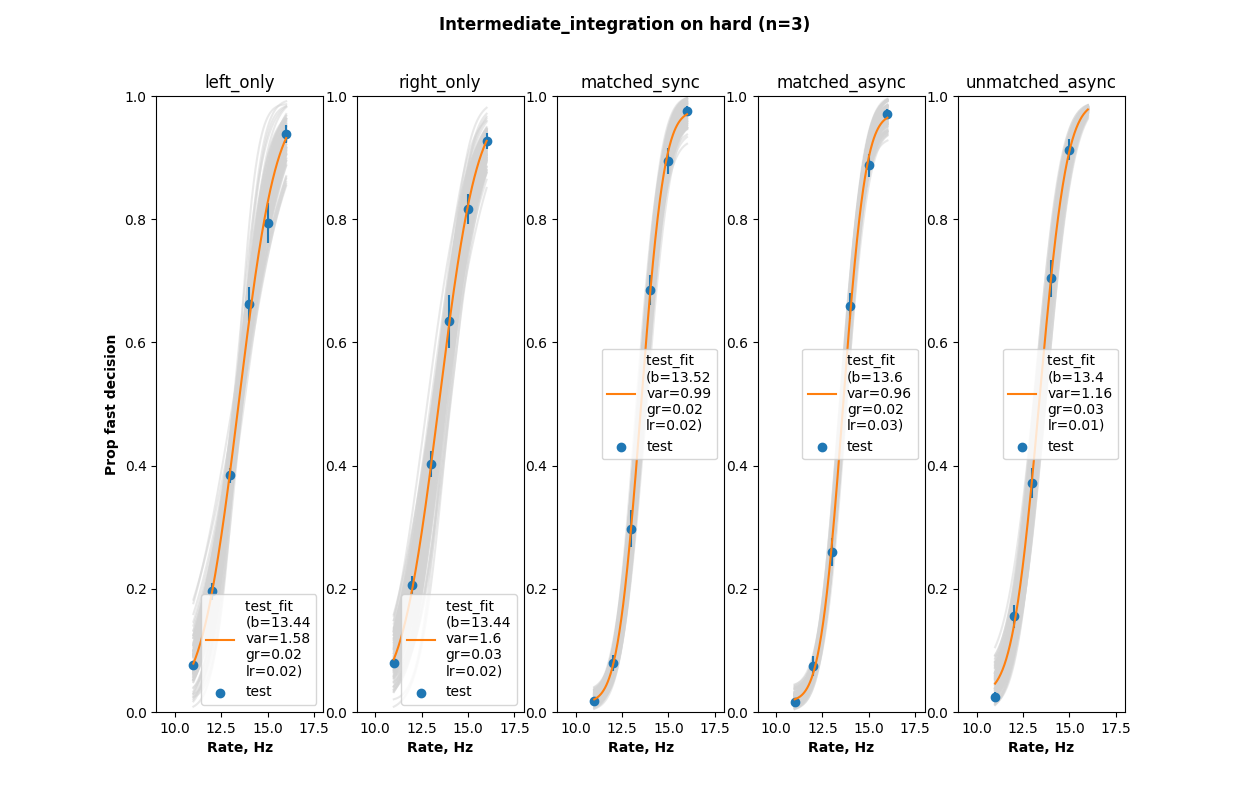 Intermediate_integration on hard (n=3)
left_only
right_only
matched_sync
matched_async
unmatched_async
Prop fast decision
1.0
0.8
0.6
0.4
0.2
0.0
10.0 12.5 15.0 17.5
Rate, Hz
test_fit
(b=13.44
var=1.58
gr=0.02
lr=0.02)
test
1.0
0.8
0.6
0.4
0.2
0.0
10.0 12.5 15.0 17.5
Rate, Hz
test_fit
(b=13.44
var=1.6
gr=0.03
lr=0.02)
test
1.0
0.8
0.6
0.4
0.2
0.0
10.0 12.5 15.0 17.5
Rate, Hz
test_fit
(b=13.52
var=0.99
gr=0.02
lr=0.02)
test
1.0
0.8
0.6
0.4
0.2
0.0
10.0 12.5 15.0 17.5
Rate, Hz
test_fit
(b=13.6
var=0.96
gr=0.02
lr=0.03)
test
1.0
0.8
0.6
0.4
0.2
0.0
10.0 12.5 15.0 17.5
Rate, Hz
test_fit
(b=13.4
var=1.16
gr=0.03
lr=0.01)
test